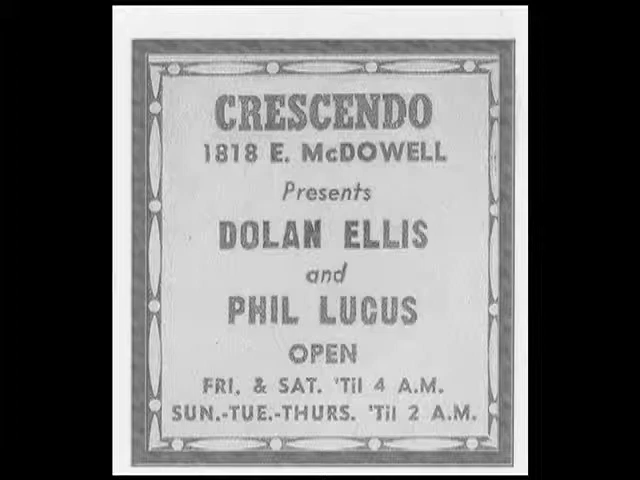 CRESCENDO
1818 E. McDOWELL
Presents
DOLAN ELLIS
and
PHIL LUCUS
OPEN
FRI. & SAT. 'Til 4 A.M.
SUN.-TUE.-THURS. 'Til 2 A.M.